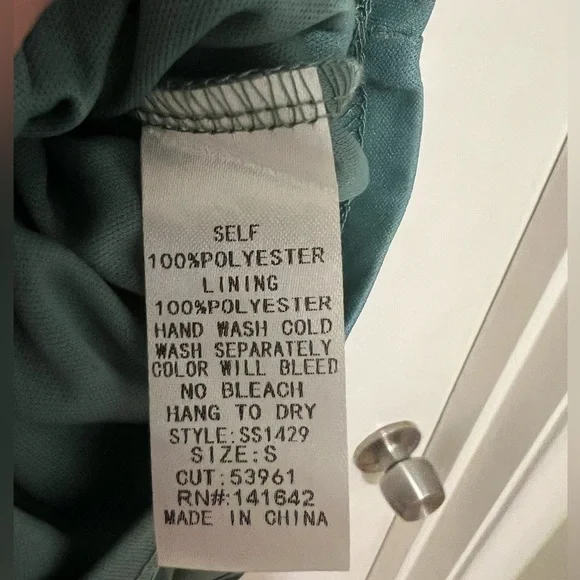 SELF
100%POLYESTER
LINING
100%POLYESTER
HAND WASH COLD
WASH SEPARATELY
COLOR WILL BLEED
NO BLEACH
HANG TO DRY
STYLE:SS1429
SIZE:S
CUT:53961
RN#:141642
MADE IN CHINA